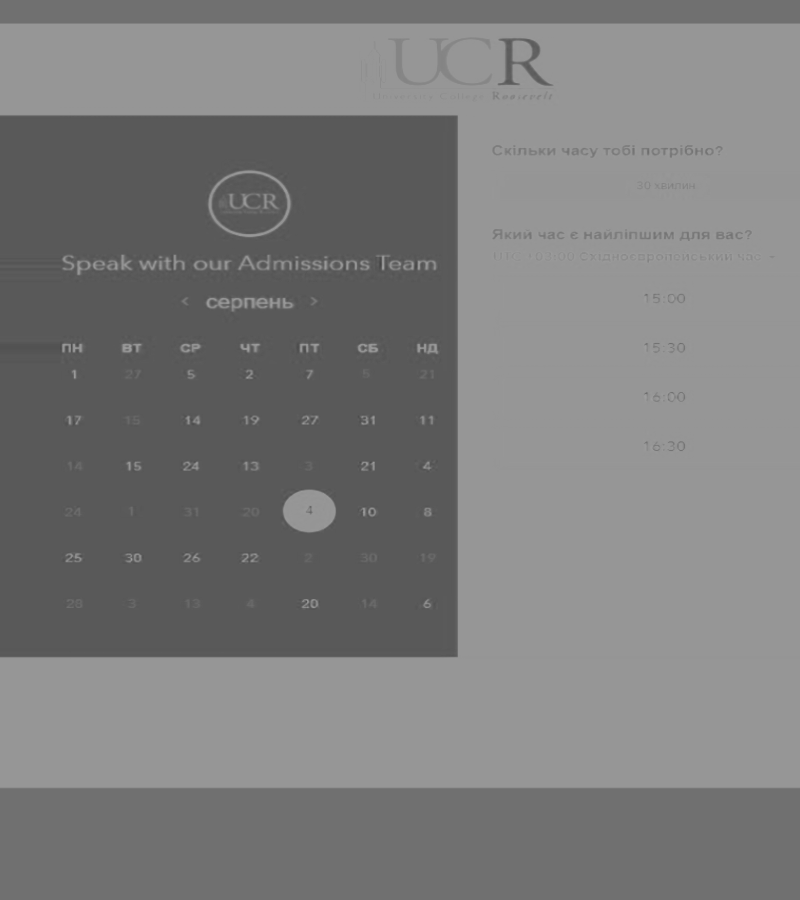 UCR
University College Roosevelt
UCR
Speak with our Admissions Team
< серпень >
ПН ВТ СР ЧТ ПТ СБ НД
1 27 5 2 7 5 21
17 15 14 19 27 31 11
14 15 24 13 3 21 4
24 1 31 20 4 10 8
25 30 26 22 2 30 19
28 3 13 4 20 14 6
Скільки часу тобі потрібно?
30 хвилин
Який час є найліпшим для вас?
Східноєвропейський час
15:00
15:30
16:00
16:30